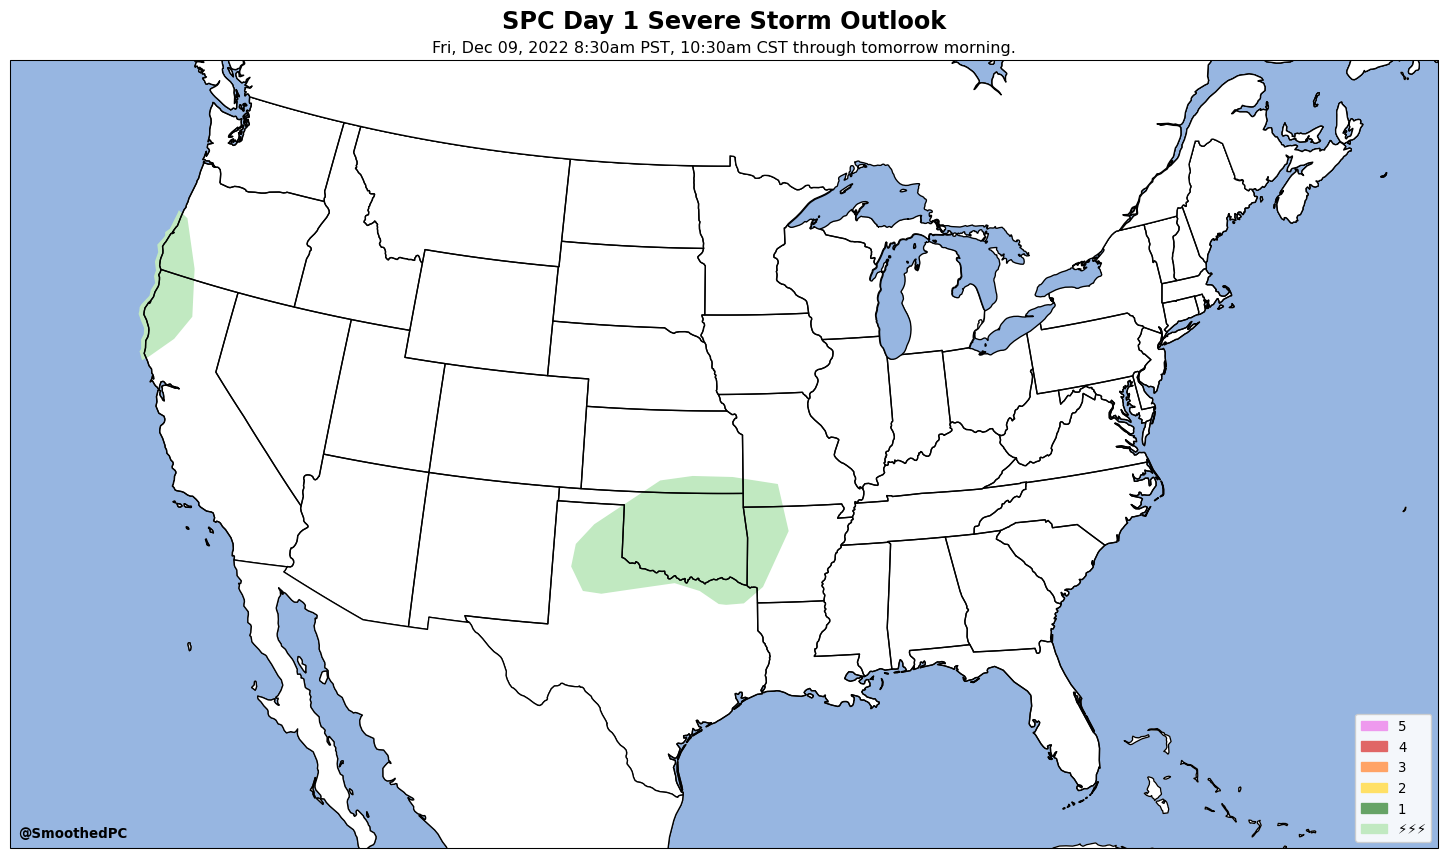 SPC Day 1 Severe Storm Outlook
Fri, Dec 09, 2022 8:30am PST, 10:30am CST through tomorrow morning.
5
4
3
2
1
⚡⚡⚡
@SmoothedPC